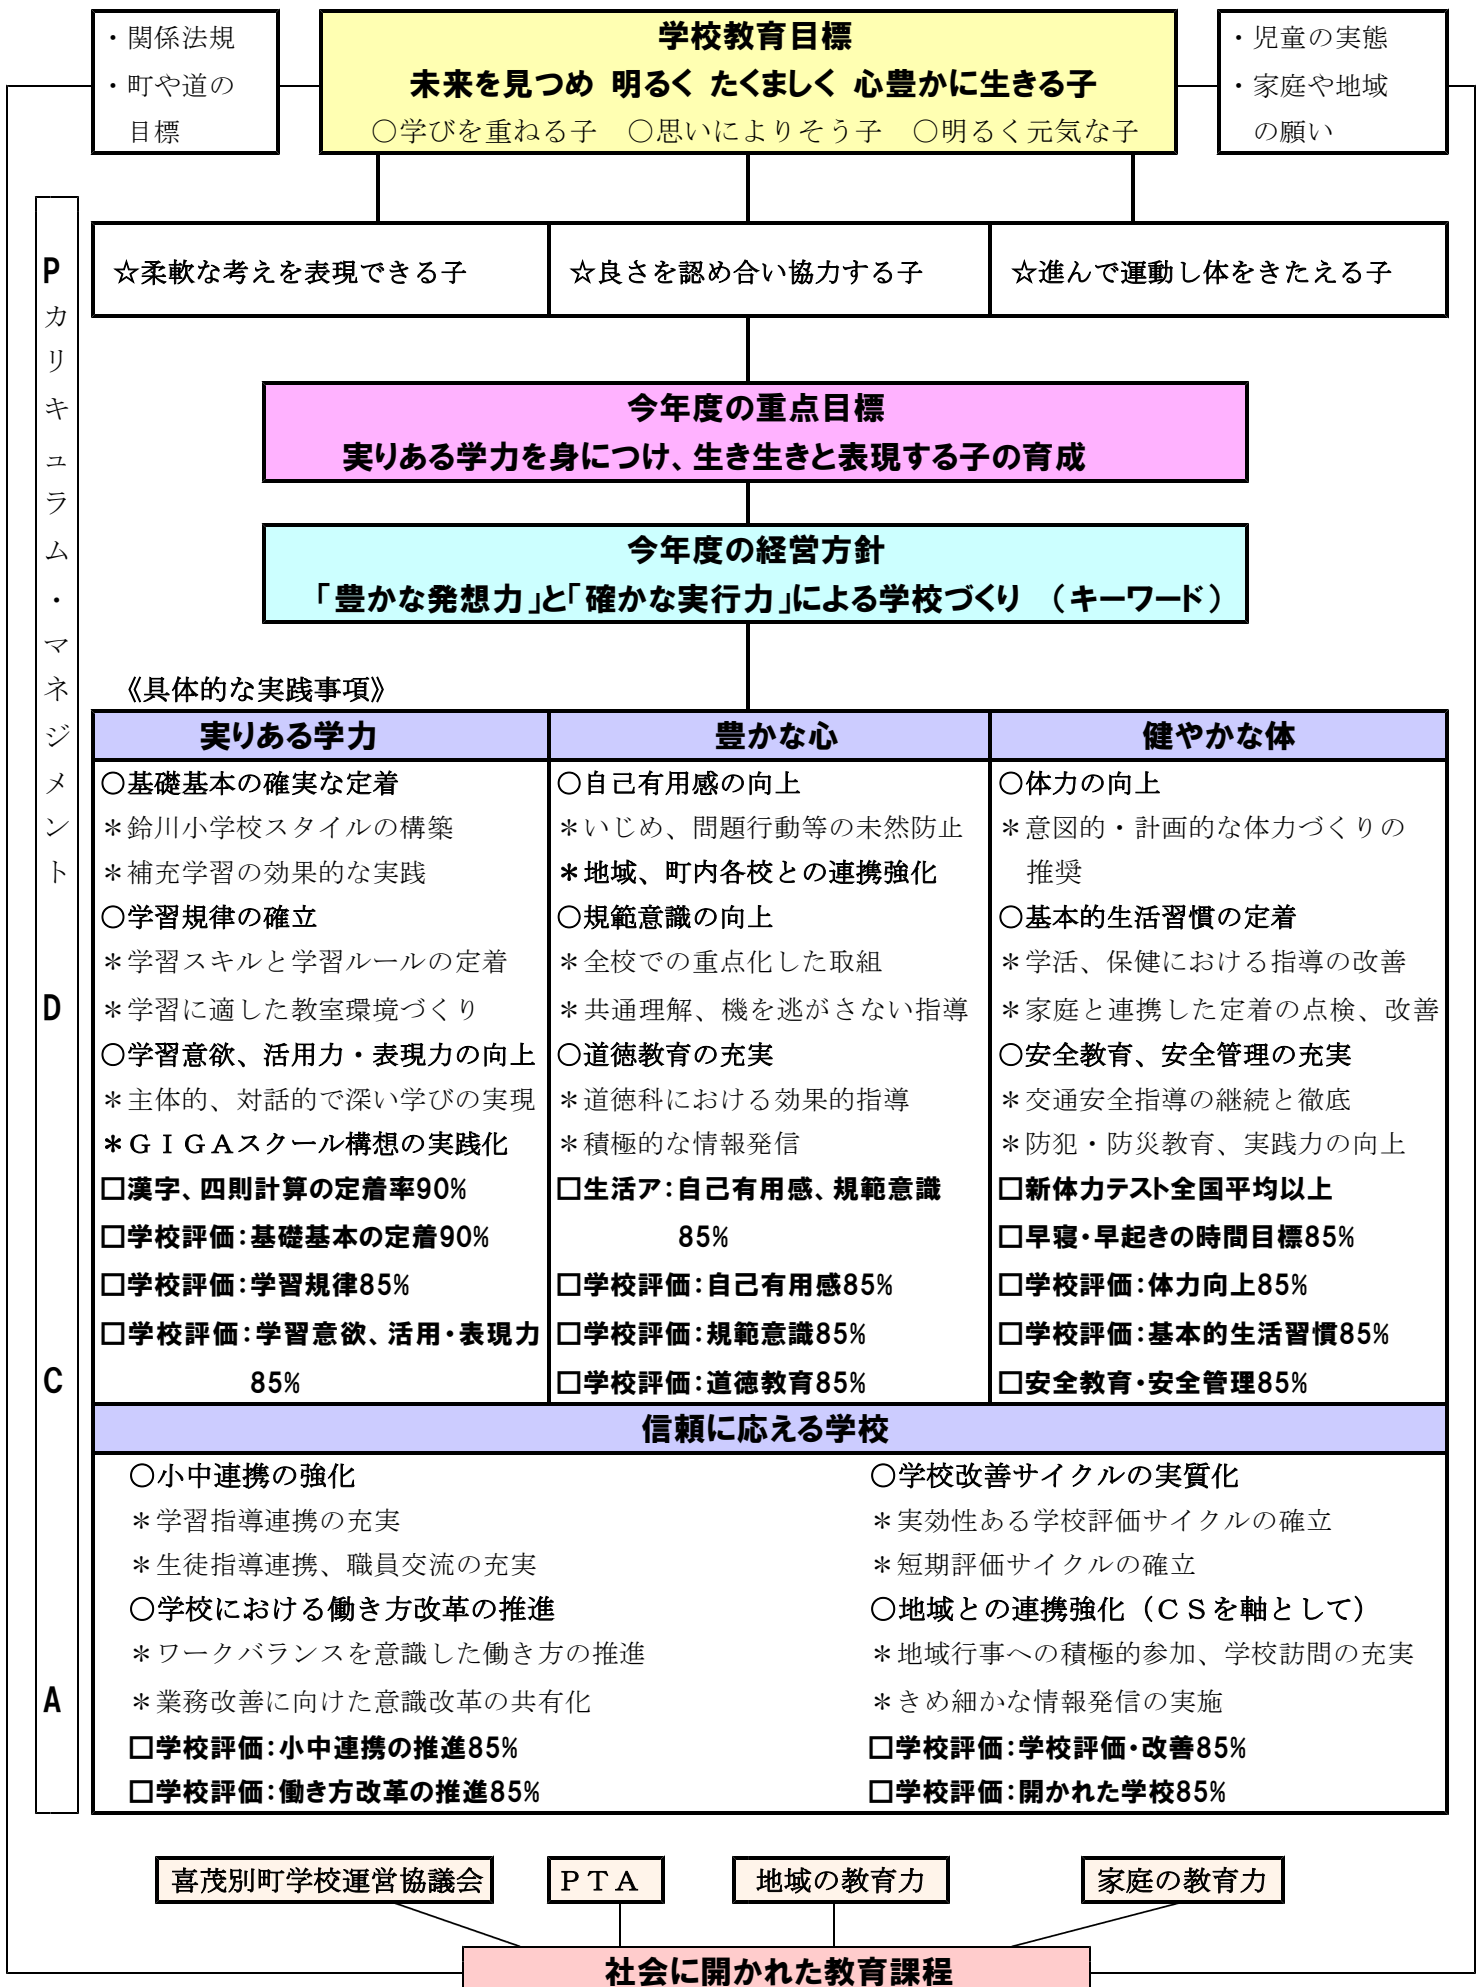 ・関係法規
・町や道の
目標
学校教育目標
未来を見つめ 明るく たくましく 心豊かに生きる子
○学びを重ねる子　○思いによりそう子　○明るく元気な子
・児童の実態
・家庭や地域
の願い
P
カリキュラム・マネジメント
D
C
A
☆柔軟な考えを表現できる子
☆良さを認め合い協力する子
☆進んで運動し体をきたえる子
今年度の重点目標
実りある学力を身につけ、生き生きと表現する子の育成
今年度の経営方針
「豊かな発想力」と「確かな実行力」による学校づくり　（キーワード）
《具体的な実践事項》
実りある学力
○基礎基本の確実な定着
＊鈴川小学校スタイルの構築
＊補充学習の効果的な実践
○学習規律の確立
＊学習スキルと学習ルールの定着
＊学習に適した教室環境づくり
○学習意欲、活用力・表現力の向上
＊主体的、対話的で深い学びの実現
＊ＧＩＧＡスクール構想の実践化
□漢字、四則計算の定着率90%
□学校評価：基礎基本の定着90%
□学校評価：学習規律85%
□学校評価：学習意欲、活用・表現力
85%
豊かな心
○自己有用感の向上
＊いじめ、問題行動等の未然防止
＊地域、町内各校との連携強化
○規範意識の向上
＊全校での重点化した取組
＊共通理解、機を逃がさない指導
○道徳教育の充実
＊道徳科における効果的指導
＊積極的な情報発信
□生活ア：自己有用感、規範意識
85%
□学校評価：自己有用感85%
□学校評価：規範意識85%
□学校評価：道徳教育85%
健やかな体
○体力の向上
＊意図的・計画的な体力づくりの
推奨
○基本的生活習慣の定着
＊学活、保健における指導の改善
＊家庭と連携した定着の点検、改善
○安全教育、安全管理の充実
＊交通安全指導の継続と徹底
＊防犯・防災教育、実践力の向上
□新体力テスト全国平均以上
□早寝・早起きの時間目標85%
□学校評価：体力向上85%
□学校評価：基本的生活習慣85%
□安全教育・安全管理85%
信頼に応える学校
○小中連携の強化
＊学習指導連携の充実
＊生徒指導連携、職員交流の充実
○学校における働き方改革の推進
＊ワークバランスを意識した働き方の推進
＊業務改善に向けた意識改革の共有化
□学校評価：小中連携の推進85%
□学校評価：働き方改革の推進85%
○学校改善サイクルの実質化
＊実効性ある学校評価サイクルの確立
＊短期評価サイクルの確立
○地域との連携強化（ＣＳを軸として）
＊地域行事への積極的参加、学校訪問の充実
＊きめ細かな情報発信の実施
□学校評価：学校評価・改善85%
□学校評価：開かれた学校85%
喜茂別町学校運営協議会
ＰＴＡ
地域の教育力
家庭の教育力
社会に開かれた教育課程